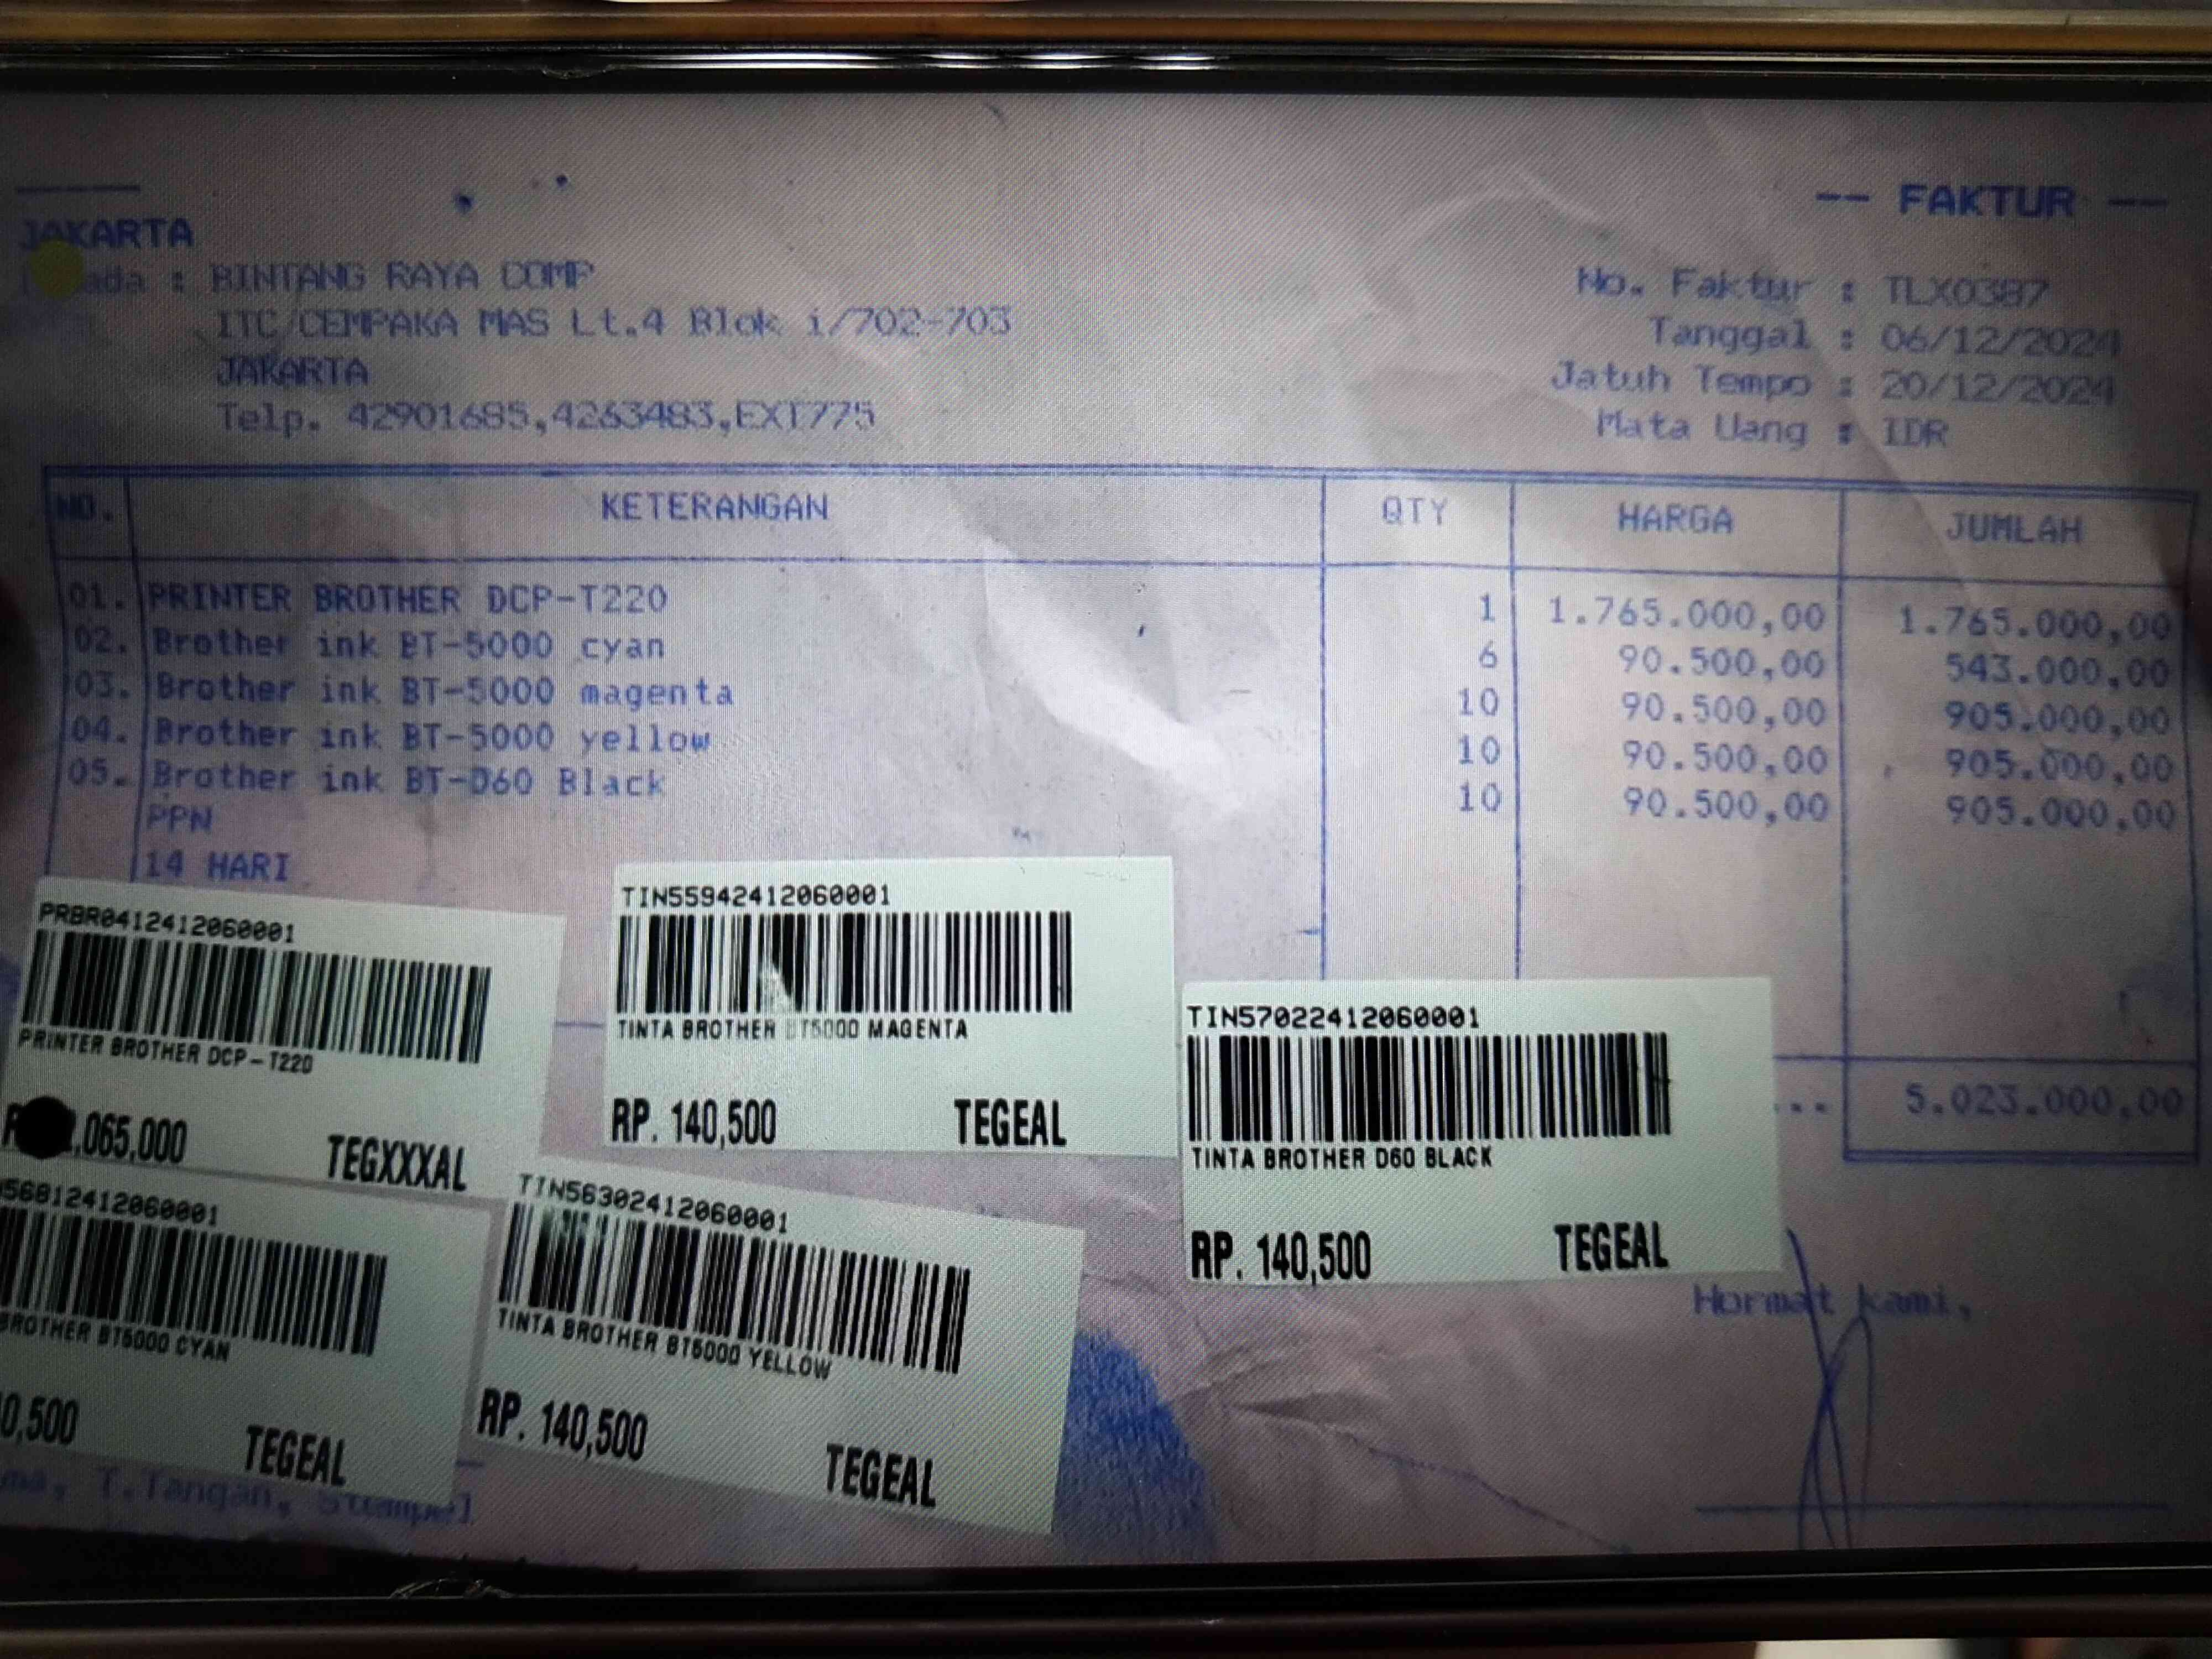 -- FAKTUR --
JAKARTA
: BINTANG RAYA COMP
ITC/CEMPAKA MAS Lt.4 Blok i/702-703
JAKARTA
Telp. 42901685,4263483,EXT775
No. Faktur : TLX0387
Tanggal : 06/12/2024
Jatuh Tempo : 20/12/2024
Mata Uang : IDR
NO. KETERANGAN QTY HARGA JUMLAH
01. PRINTER BROTHER DCP-T220 1 1.765.000,00 1.765.000,00
02. Brother ink BT-5000 cyan 6 90.500,00 543.000,00
03. Brother ink BT-5000 magenta 10 90.500,00 905.000,00
04. Brother ink BT-5000 yellow 10 90.500,00 905.000,00
05. Brother ink BT-D60 Black 10 90.500,00 905.000,00
PPN
14 HARI
PRBR0412412060001
PRINTER BROTHER DCP-T220
,065,000 TEGXXXAL
TIN55942412060001
TINTA BROTHER BT5000 MAGENTA
RP. 140,500 TEGEAL
TIN57022412060001
TINTA BROTHER D60 BLACK
RP. 140,500 TEGEAL
... 5.023.000,00
56812412060001
BROTHER BT5000 CYAN
0,500 TEGEAL
TIN56302412060001
TINTA BROTHER BT5000 YELLOW
RP. 140,500 TEGEAL
Hormat kami,
T.Tangan, Stempel